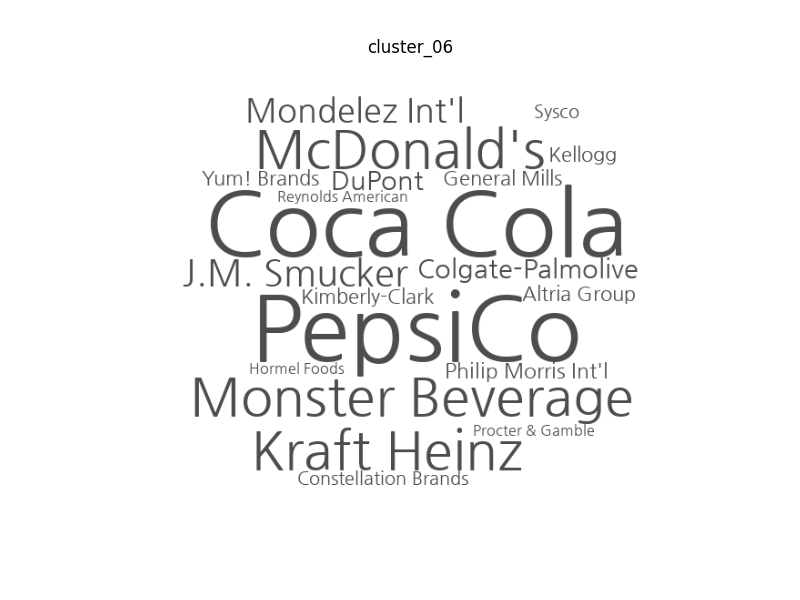 cluster_06
Mondelez Int'l
Sysco
McDonald's
Kellogg
Yum! Brands
DuPont
General Mills
Reynolds American
Coca Cola
J.M. Smucker
Colgate-Palmolive
Kimberly-Clark
Altria Group
PepsiCo
Hormel Foods
Philip Morris Int'l
Monster Beverage
Procter & Gamble
Kraft Heinz
Constellation Brands